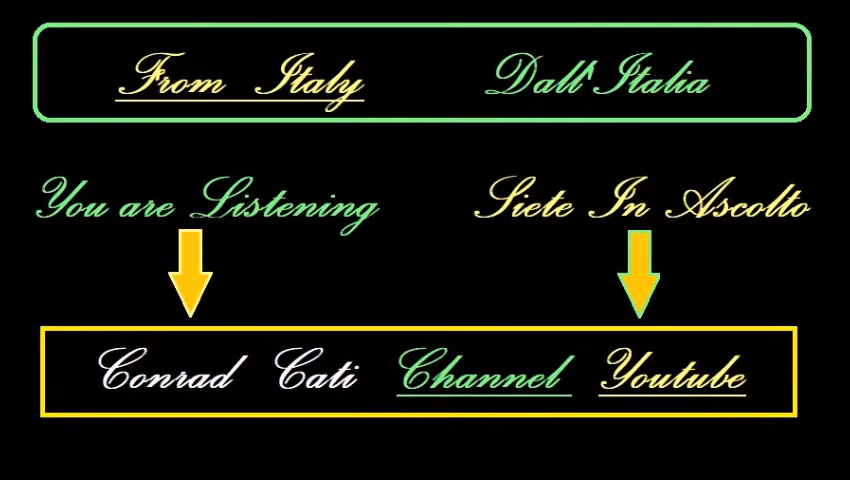 From Italy Dall'Italia
You are Listening Siete In Ascolto
Conrad Cati Channel Youtube